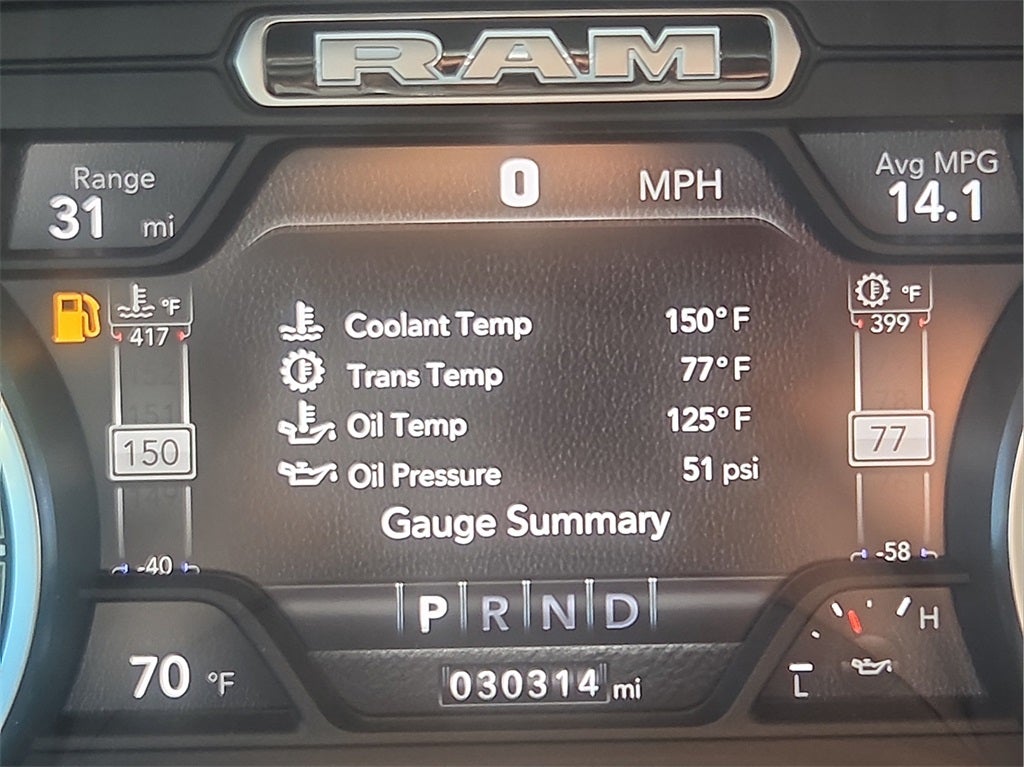 RAM
Range
31 mi
0 MPH
Avg MPG
14.1
°F
417
150
-40
Coolant Temp 150°F
Trans Temp 77°F
Oil Temp 125°F
Oil Pressure 51 psi
Gauge Summary
°F
399
77
-58
P R N D
70 °F
030314 mi
L H